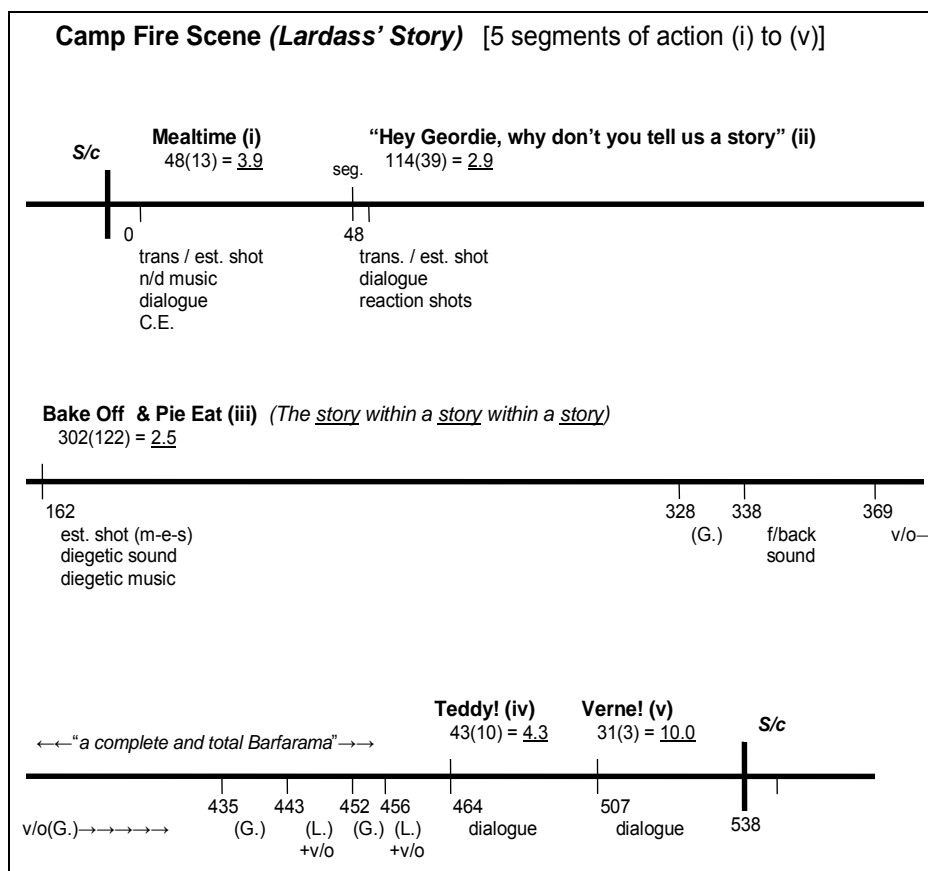 Camp Fire Scene (Lardass’ Story) [5 segments of action (i) to (v)]
S/c
Mealtime (i)
48(13) = 3.9
seg.
“Hey Geordie, why don’t you tell us a story” (ii)
114(39) = 2.9
0
trans / est. shot
n/d music
dialogue
C.E.
48
trans. / est. shot
dialogue
reaction shots
Bake Off & Pie Eat (iii) (The story within a story within a story)
302(122) = 2.5
162
est. shot (m-e-s)
diegetic sound
diegetic music
328
(G.)
338
f/back
sound
369
v/o–
←←“a complete and total Barfarama”→→
Teddy! (iv)
43(10) = 4.3
Verne! (v)
31(3) = 10.0
S/c
v/o(G.)→→→→→
435
(G.)
443
(L.)
+v/o
452
(G.)
456
(L.)
+v/o
464
dialogue
507
dialogue
538